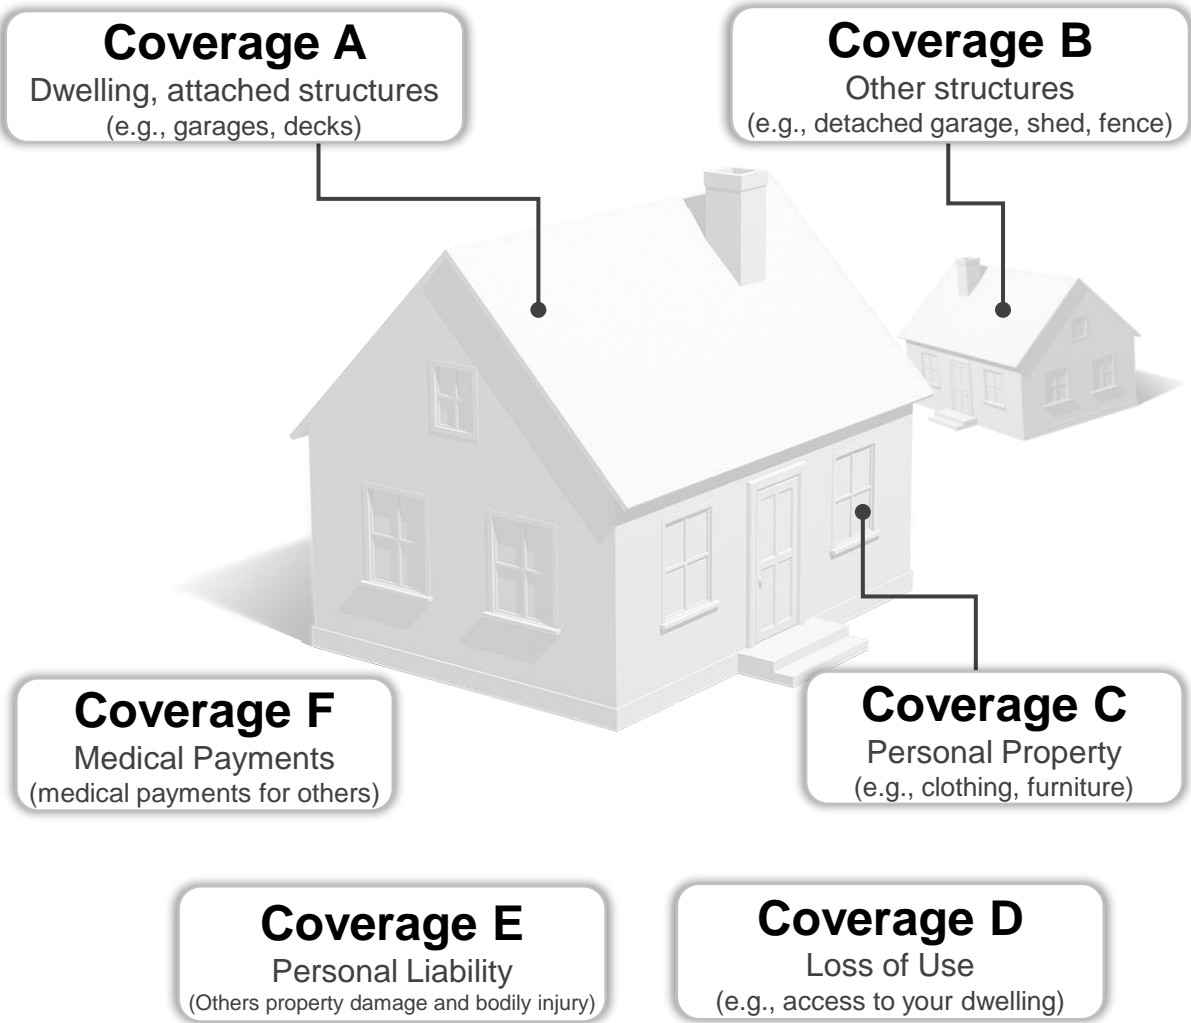 Coverage A
Dwelling, attached structures
(e.g., garages, decks)
Coverage B
Other structures
(e.g., detached garage, shed, fence)
Coverage F
Medical Payments
(medical payments for others)
Coverage C
Personal Property
(e.g., clothing, furniture)
Coverage E
Personal Liability
(Others property damage and bodily injury)
Coverage D
Loss of Use
(e.g., access to your dwelling)